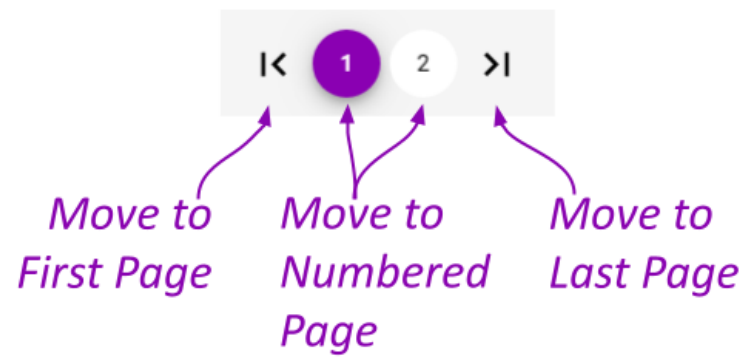 1 2
Move to
First Page
Move to
Numbered
Page
Move to
Last Page